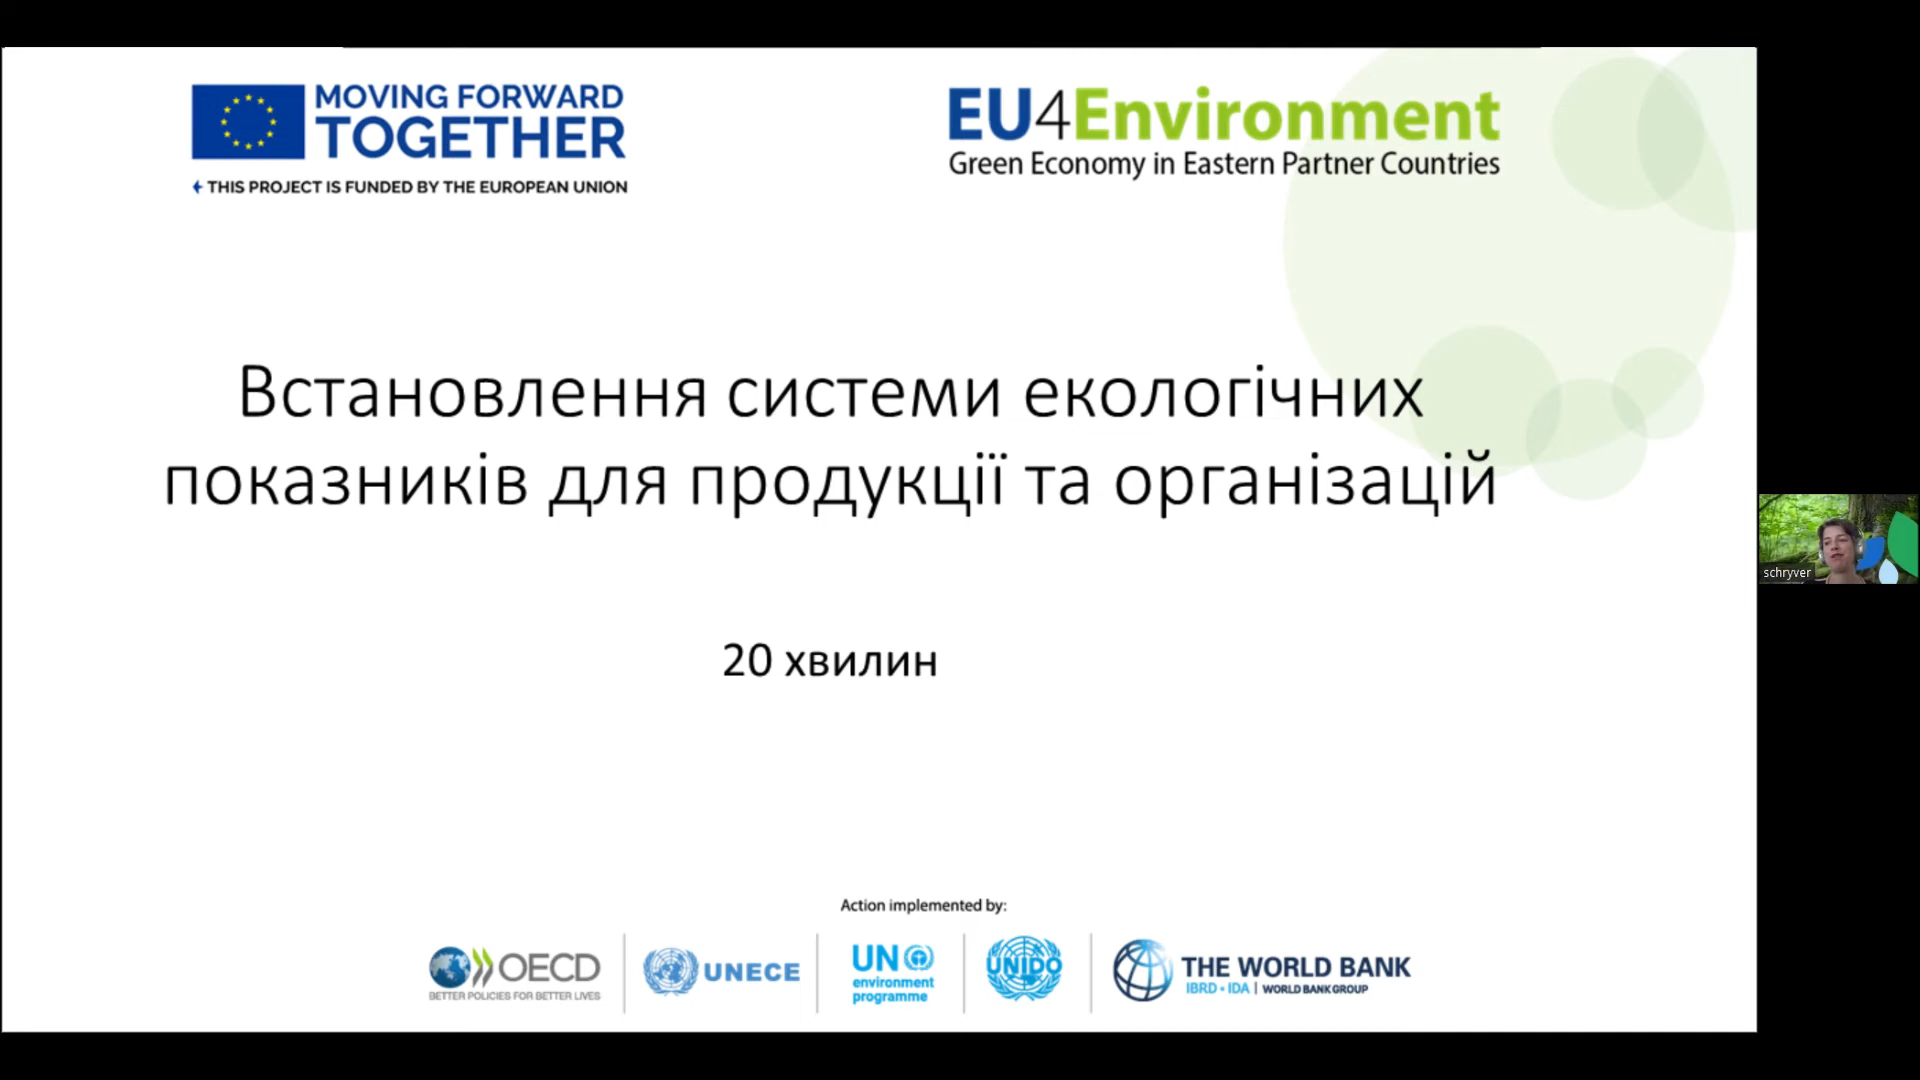 MOVING FORWARD
TOGETHER
THIS PROJECT IS FUNDED BY THE EUROPEAN UNION
EU4Environment
Green Economy in Eastern Partner Countries
Встановлення системи екологічних
показників для продукції та організацій
20 хвилин
schryver
Action implemented by:
OECD
BETTER POLICIES FOR BETTER LIVES
UNECE
UN
environment
programme
UNIDO
THE WORLD BANK
IBRD • IDA | WORLD BANK GROUP